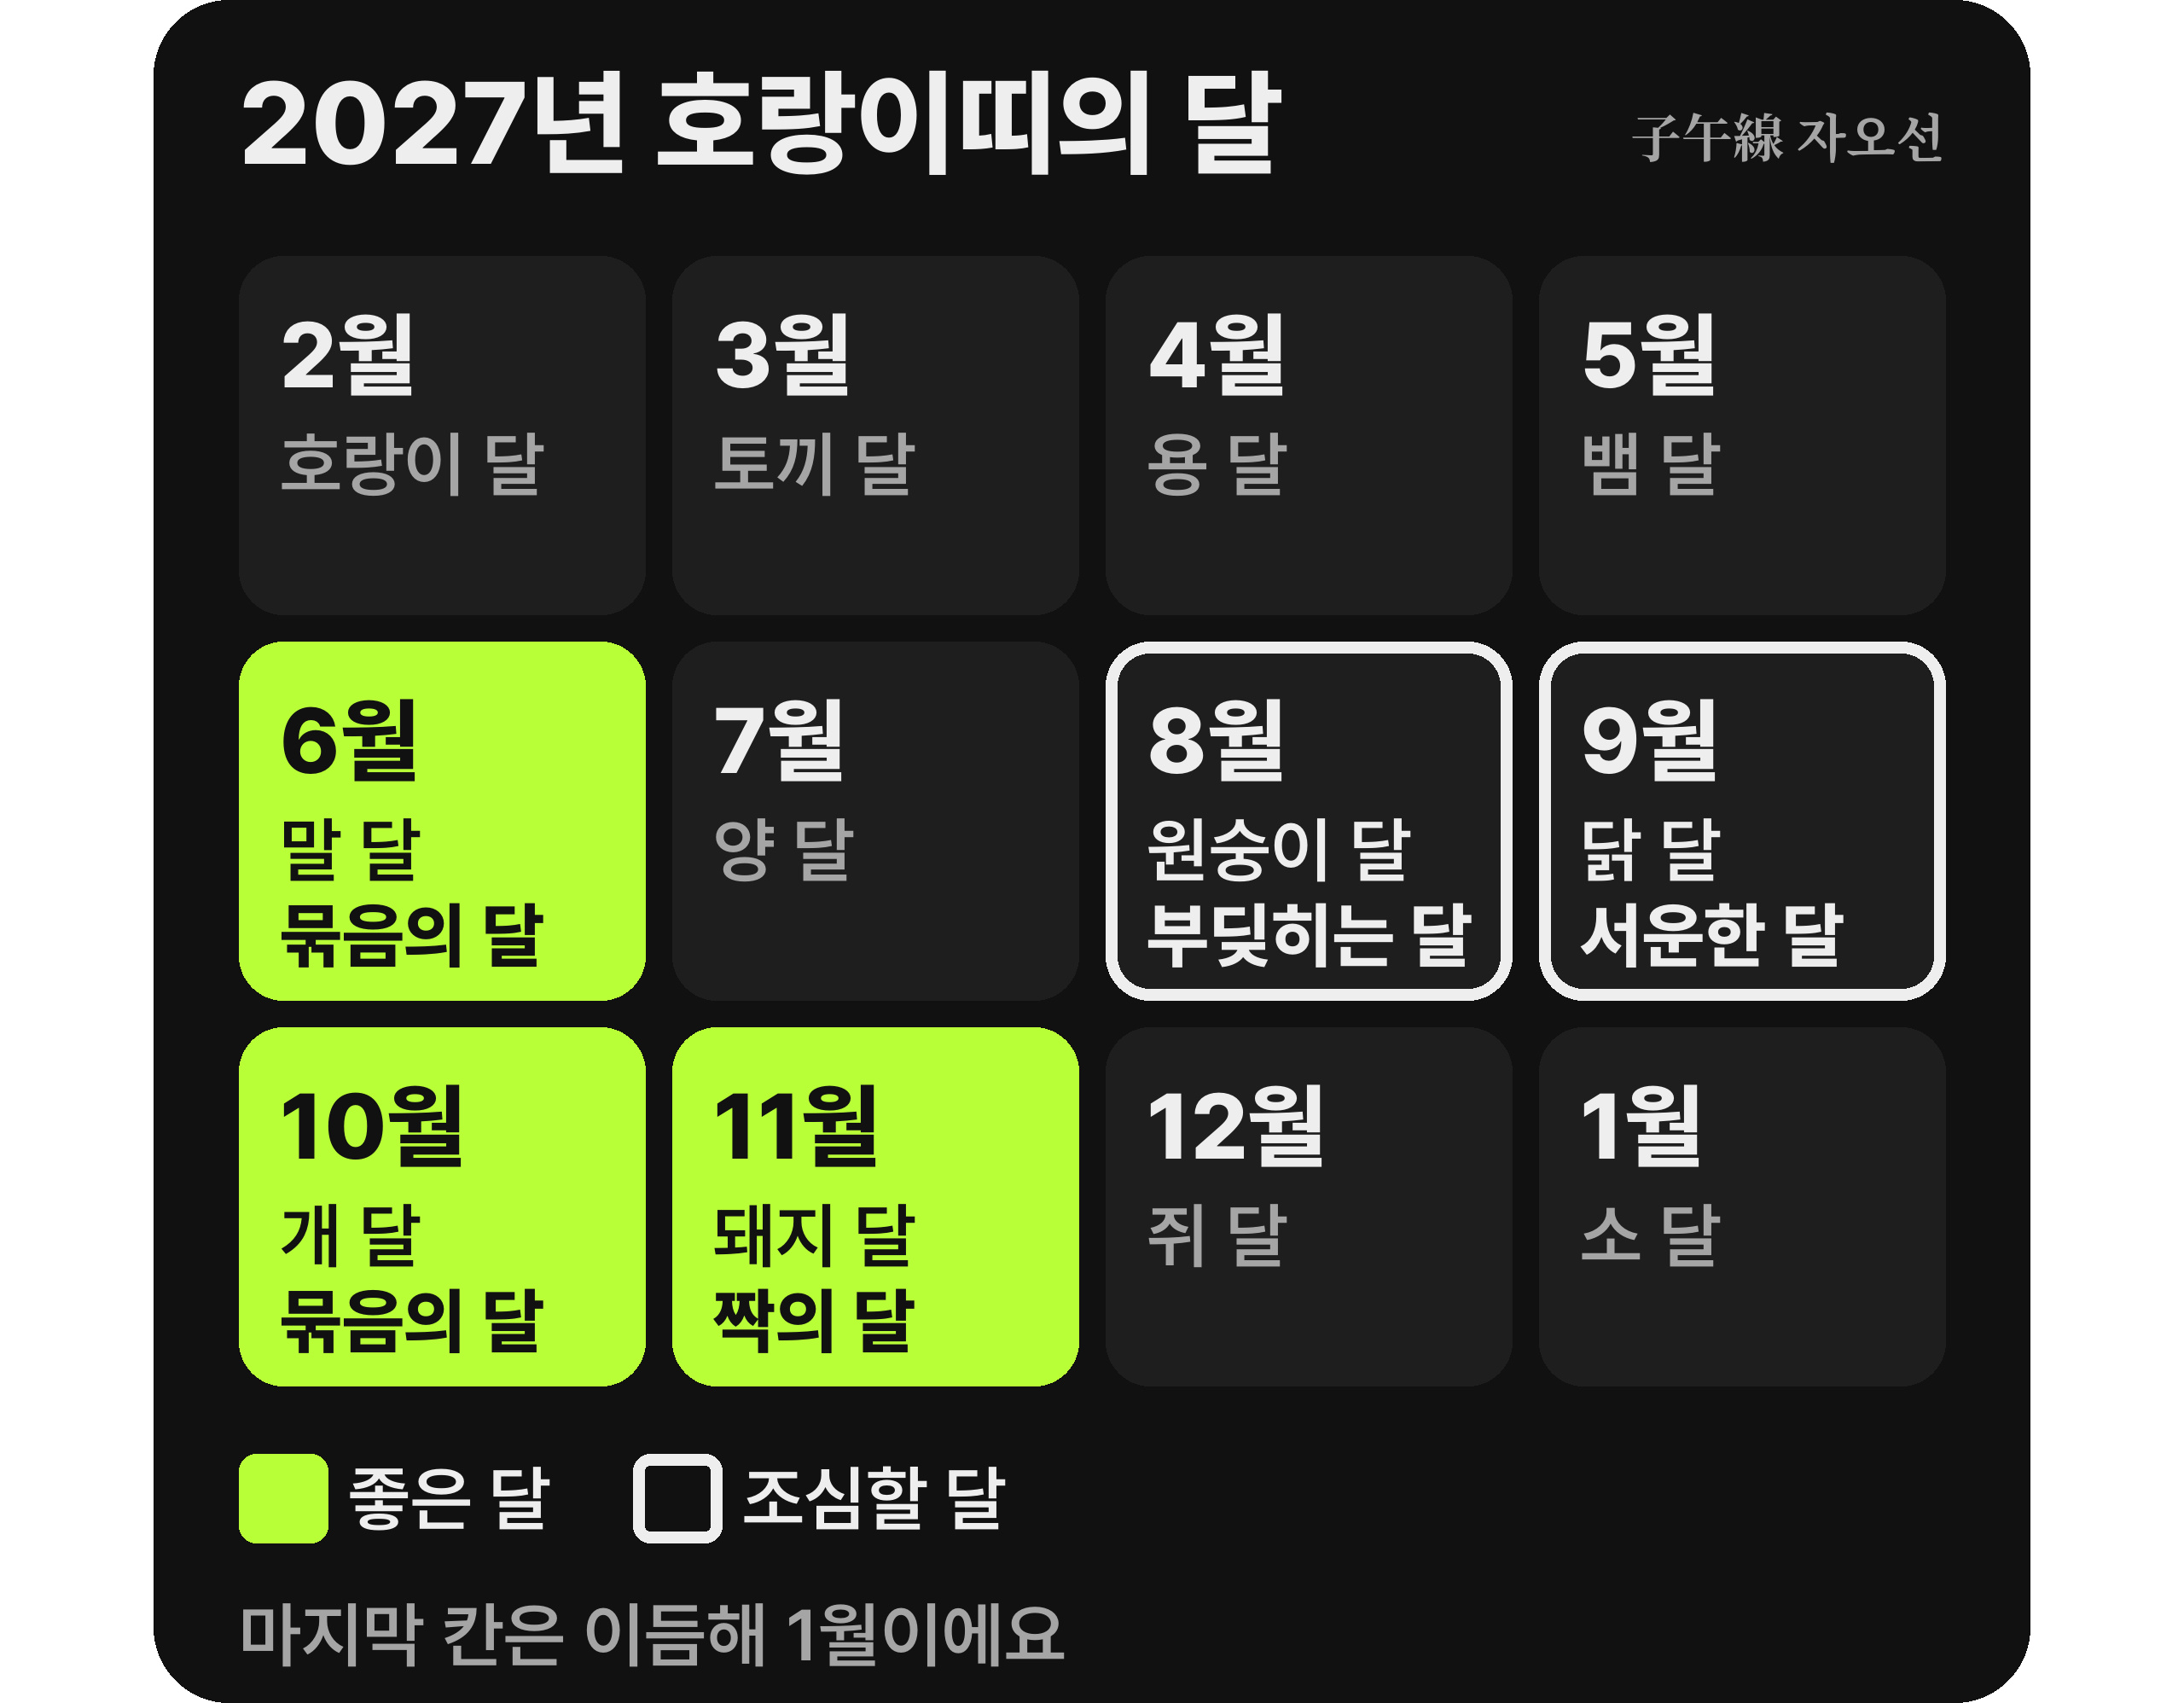 2027년 호랑이띠의 달
子午線 자오선
2월
호랑이 달
3월
토끼 달
4월
용 달
5월
뱀 달
6월
말 달
묶음의 달
7월
양 달
8월
원숭이 달
부딪하는 달
9월
닭 달
서운한 달
10월
개 달
묶음의 달
11월
돼지 달
짝의 달
12월
쥐 달
1월
소 달
좋은 달
조심할 달
마지막 칸은 이듬해 1월이에요